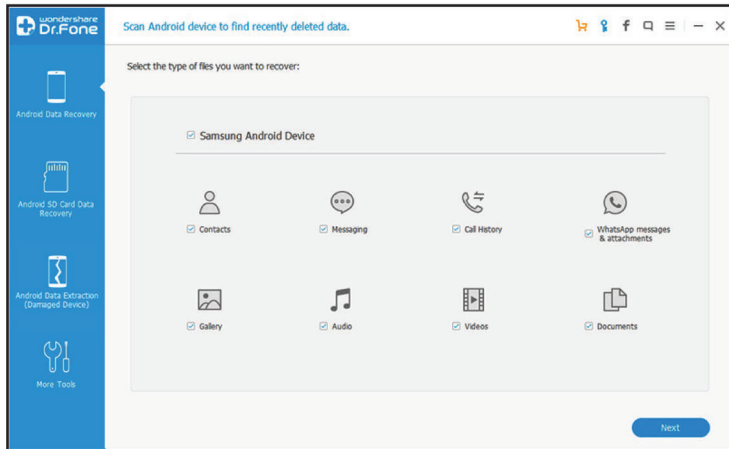 wondershare
Dr.Fone
Scan Android device to find recently deleted data.
Select the type of files you want to recover:
Android Data Recovery
Android SD Card Data
Recovery
Android Data Extraction
(Damaged Device)
More Tools
Samsung Android Device
Contacts
Messaging
Call History
WhatsApp messages
& attachments
Gallery
Audio
Videos
Documents
Next